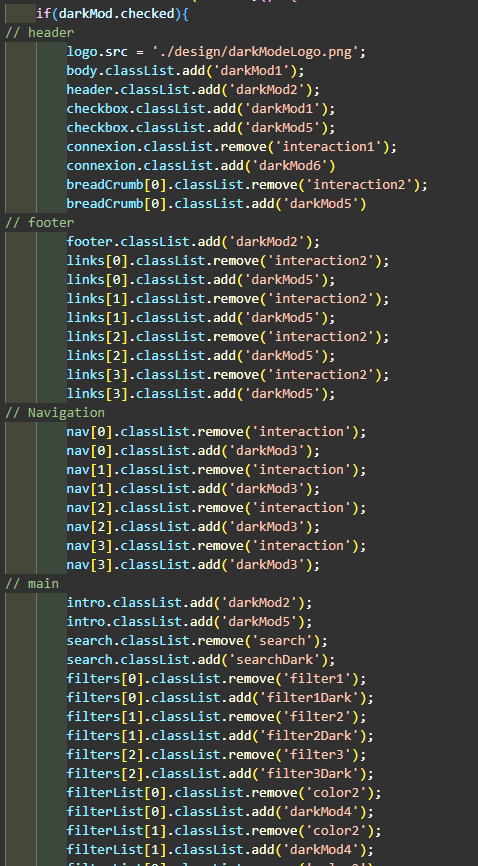 if(darkMod.checked){
// header
logo.src = './design/darkModeLogo.png';
body.classList.add('darkMod1');
header.classList.add('darkMod2');
checkbox.classList.add('darkMod1');
checkbox.classList.add('darkMod5');
connexion.classList.remove('interaction1');
connexion.classList.add('darkMod6')
breadCrumb[0].classList.remove('interaction2');
breadCrumb[0].classList.add('darkMod5')
// footer
footer.classList.add('darkMod2');
links[0].classList.remove('interaction2');
links[0].classList.add('darkMod5');
links[1].classList.remove('interaction2');
links[1].classList.add('darkMod5');
links[2].classList.remove('interaction2');
links[2].classList.add('darkMod5');
links[3].classList.remove('interaction2');
links[3].classList.add('darkMod5');
// Navigation
nav[0].classList.remove('interaction');
nav[0].classList.add('darkMod3');
nav[1].classList.remove('interaction');
nav[1].classList.add('darkMod3');
nav[2].classList.remove('interaction');
nav[2].classList.add('darkMod3');
nav[3].classList.remove('interaction');
nav[3].classList.add('darkMod3');
// main
intro.classList.add('darkMod2');
intro.classList.add('darkMod5');
search.classList.remove('search');
search.classList.add('searchDark');
filters[0].classList.remove('filter1');
filters[0].classList.add('filter1Dark');
filters[1].classList.remove('filter2');
filters[1].classList.add('filter2Dark');
filters[2].classList.remove('filter3');
filters[2].classList.add('filter3Dark');
filterList[0].classList.remove('color2');
filterList[0].classList.add('darkMod4');
filterList[1].classList.remove('color2');
filterList[1].classList.add('darkMod4');